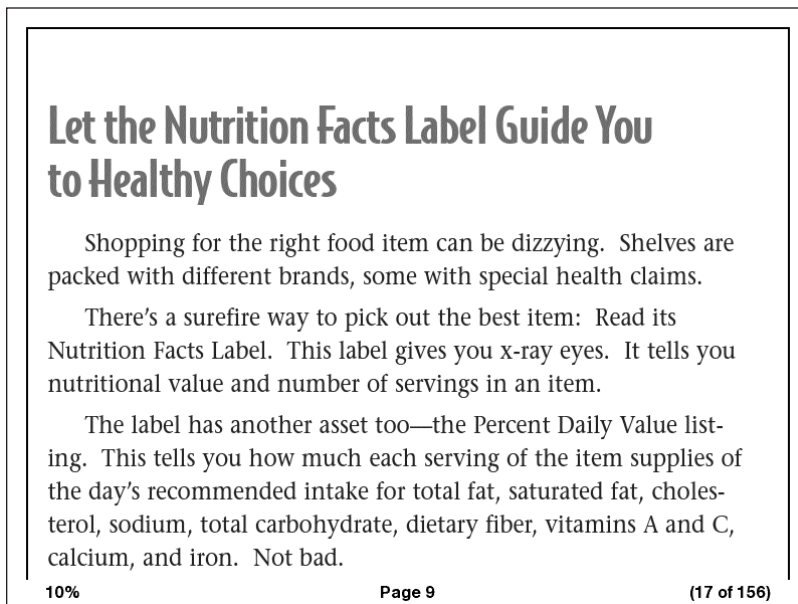 Let the Nutrition Facts Label Guide You
to Healthy Choices
Shopping for the right food item can be dizzying. Shelves are
packed with different brands, some with special health claims.
There's a surefire way to pick out the best item: Read its
Nutrition Facts Label. This label gives you x-ray eyes. It tells you
nutritional value and number of servings in an item.
The label has another asset too—the Percent Daily Value list-
ing. This tells you how much each serving of the item supplies of
the day's recommended intake for total fat, saturated fat, choles-
terol, sodium, total carbohydrate, dietary fiber, vitamins A and C,
calcium, and iron. Not bad.
10% Page 9 (17 of 156)